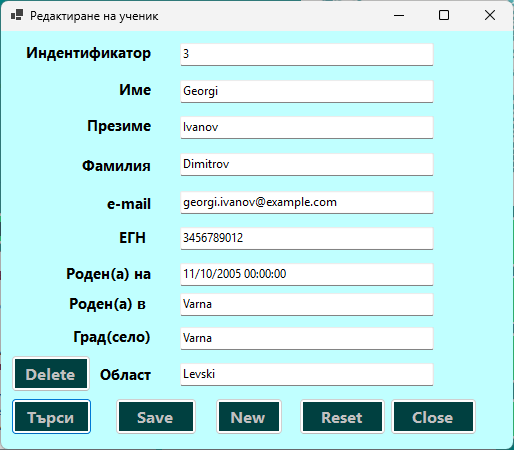 Редактиране на ученик
Индентификатор 3
Име Georgi
Презиме Ivanov
Фамилия Dimitrov
e-mail georgi.ivanov@example.com
ЕГН 3456789012
Роден(а) на 11/10/2005 00:00:00
Роден(а) в Varna
Град(село) Varna
Delete Област Levski
Търси Save New Reset Close